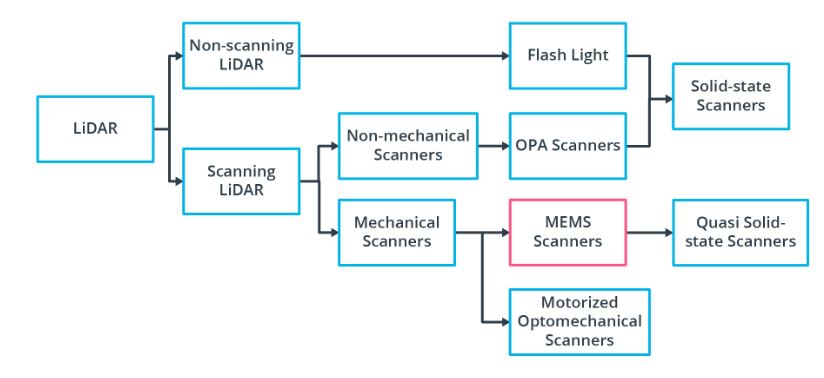 LiDAR
Non-scanning
LiDAR
Scanning
LiDAR
Non-mechanical
Scanners
Mechanical
Scanners
Flash Light
OPA Scanners
MEMS
Scanners
Motorized
Optomechanical
Scanners
Solid-state
Scanners
Quasi Solid-
state Scanners